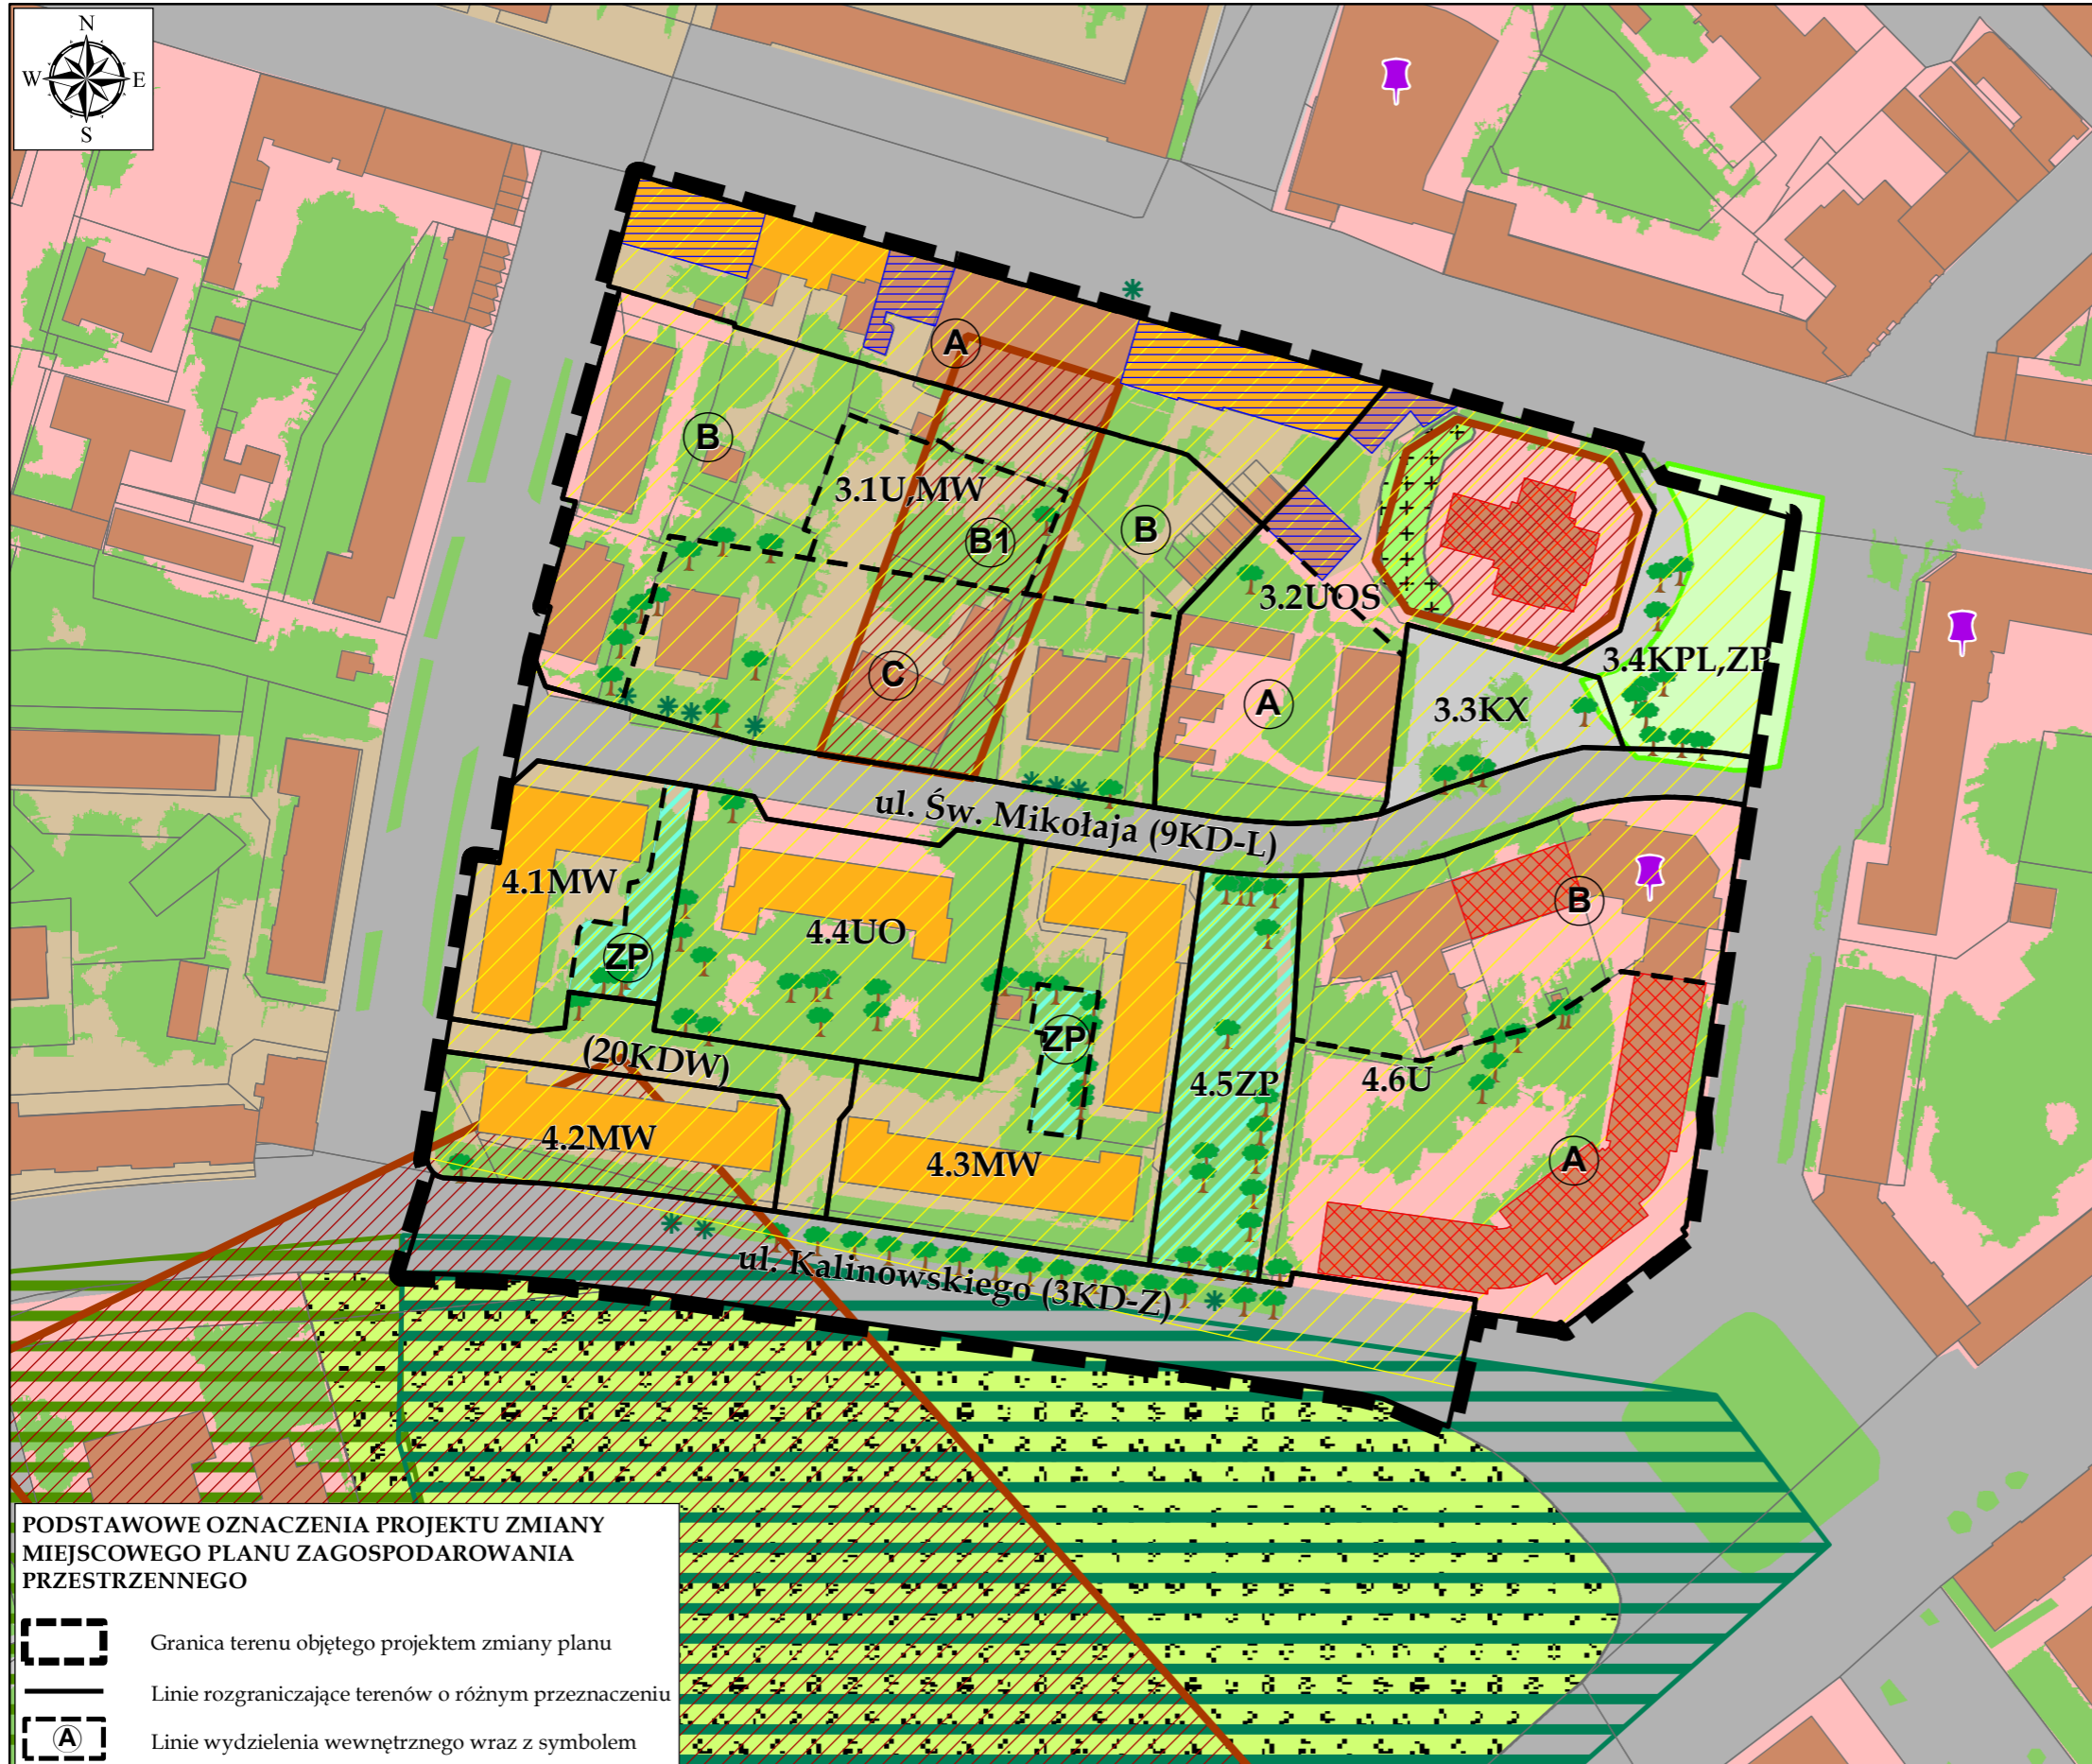 N
W E
S
A
B
3.1U,MW
B1
B
3.2UOS
C
A
3.3KX
3.4KPL,ZP
ul. Św. Mikołaja (9KD-L)
4.1MW
4.4UO
B
ZP
ZP
(20KDW)
4.5ZP
4.6U
4.2MW
4.3MW
A
ul. Kalinowskiego (3KD-Z)
PODSTAWOWE OZNACZENIA PROJEKTU ZMIANY
MIEJSCOWEGO PLANU ZAGOSPODAROWANIA
PRZESTRZENNEGO
Granica terenu objętego projektem zmiany planu
Linie rozgraniczające terenów o różnym przeznaczeniu
A Linie wydzielenia wewnętrznego wraz z symbolem